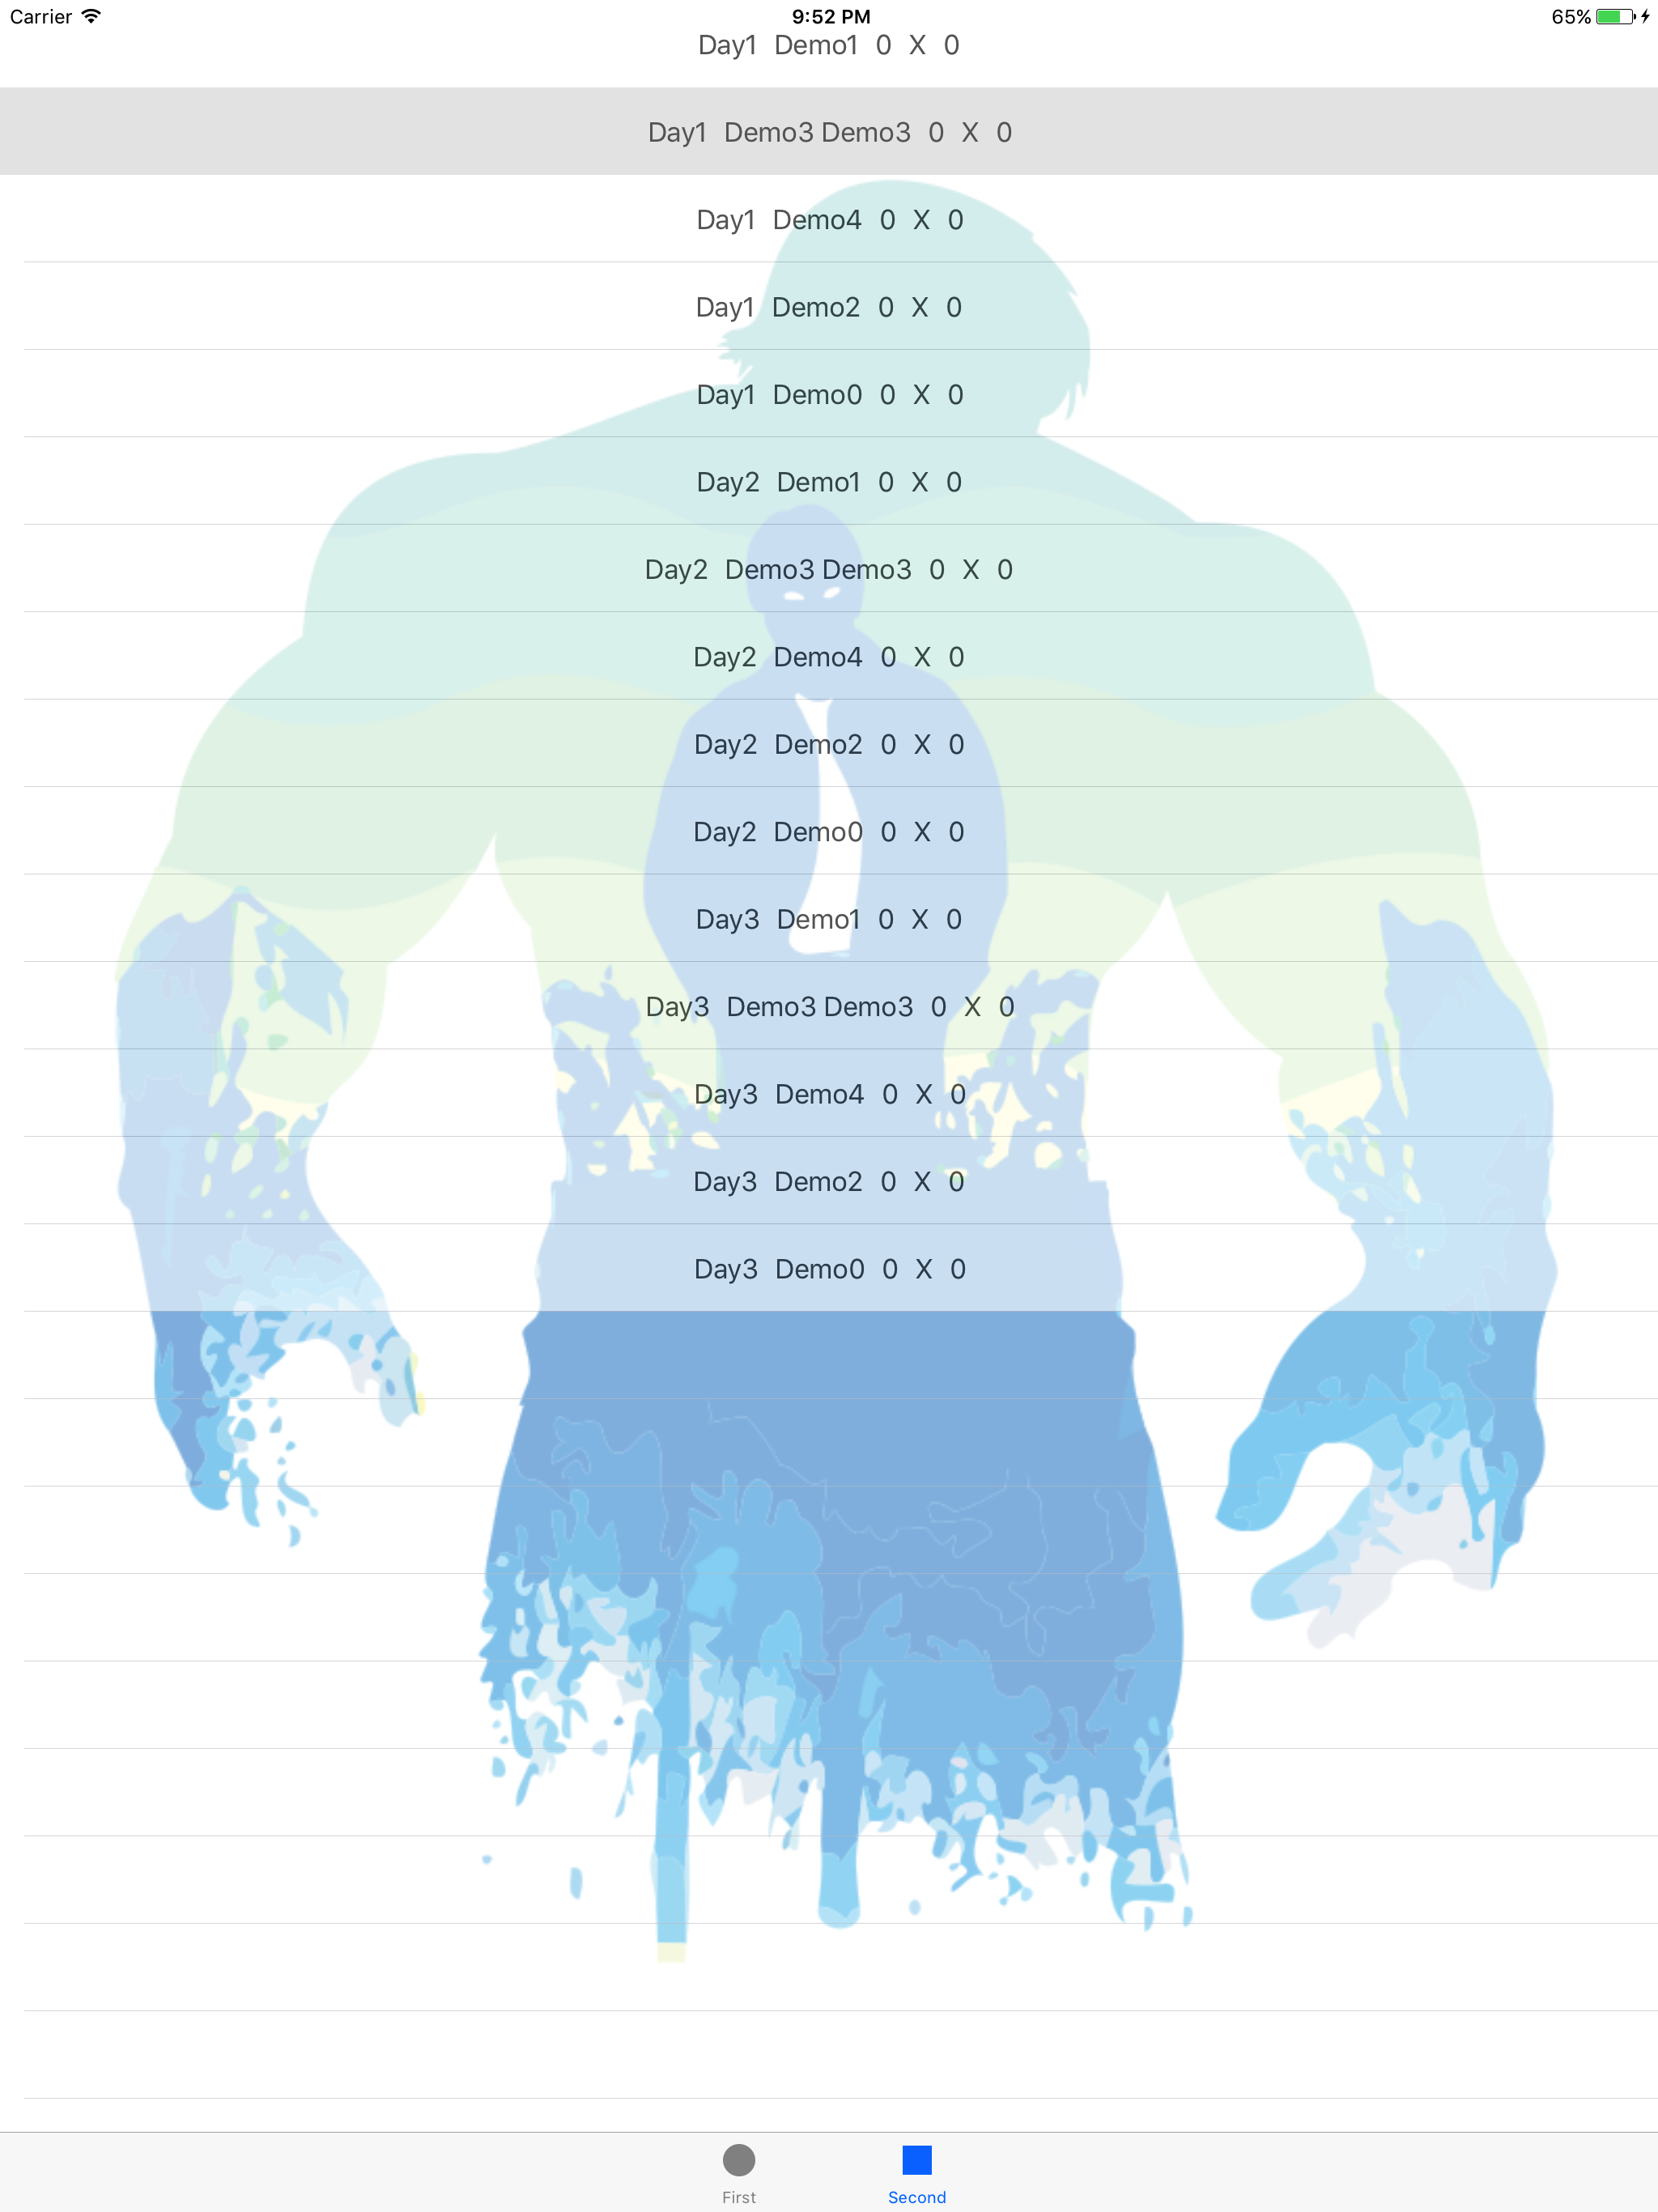 Carrier 9:52 PM 65%
Day1 Demo1 0 X 0
Day1 Demo3 Demo3 0 X 0
Day1 Demo4 0 X 0
Day1 Demo2 0 X 0
Day1 Demo0 0 X 0
Day2 Demo1 0 X 0
Day2 Demo3 Demo3 0 X 0
Day2 Demo4 0 X 0
Day2 Demo2 0 X 0
Day2 Demo0 0 X 0
Day3 Demo1 0 X 0
Day3 Demo3 Demo3 0 X 0
Day3 Demo4 0 X 0
Day3 Demo2 0 X 0
Day3 Demo0 0 X 0
First Second